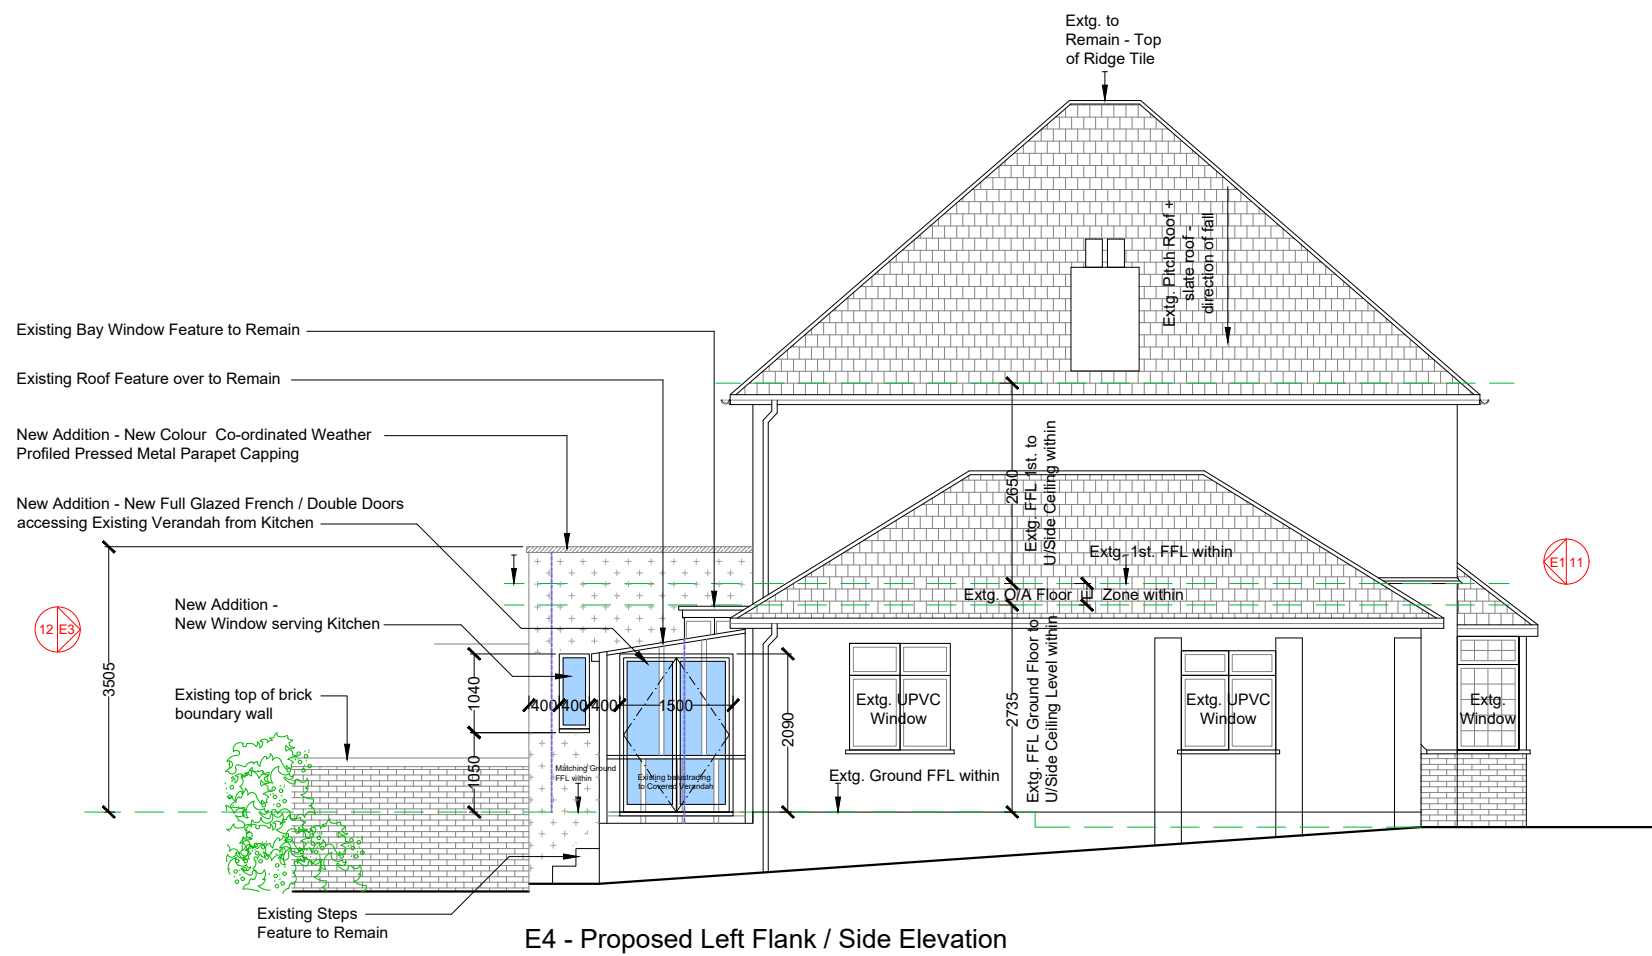 Extg. to
Remain - Top
of Ridge Tile
Extg. Pitch Roof +
slate roof -
direction of fall
Existing Bay Window Feature to Remain
Existing Roof Feature over to Remain
New Addition - New Colour Co-ordinated Weather
Profiled Pressed Metal Parapet Capping
New Addition - New Full Glazed French / Double Doors
accessing Existing Verandah from Kitchen
New Addition -
New Window serving Kitchen
Existing top of brick
boundary wall
12 E3
3505
1040
1050
400
400
400
1500
2090
Matching Ground
FFL within
Existing balustrading
to Covered Verandah
2650
Extg. FFL 1st. to
U/Side Ceiling within
Extg. 1st. FFL within
Extg. O/A Floor
Zone within
2735
Extg. FFL Ground Floor to
U/Side Ceiling Level within
Extg. UPVC
Window
Extg. UPVC
Window
Extg.
Window
Extg. Ground FFL within
E1 11
Existing Steps
Feature to Remain
E4 - Proposed Left Flank / Side Elevation